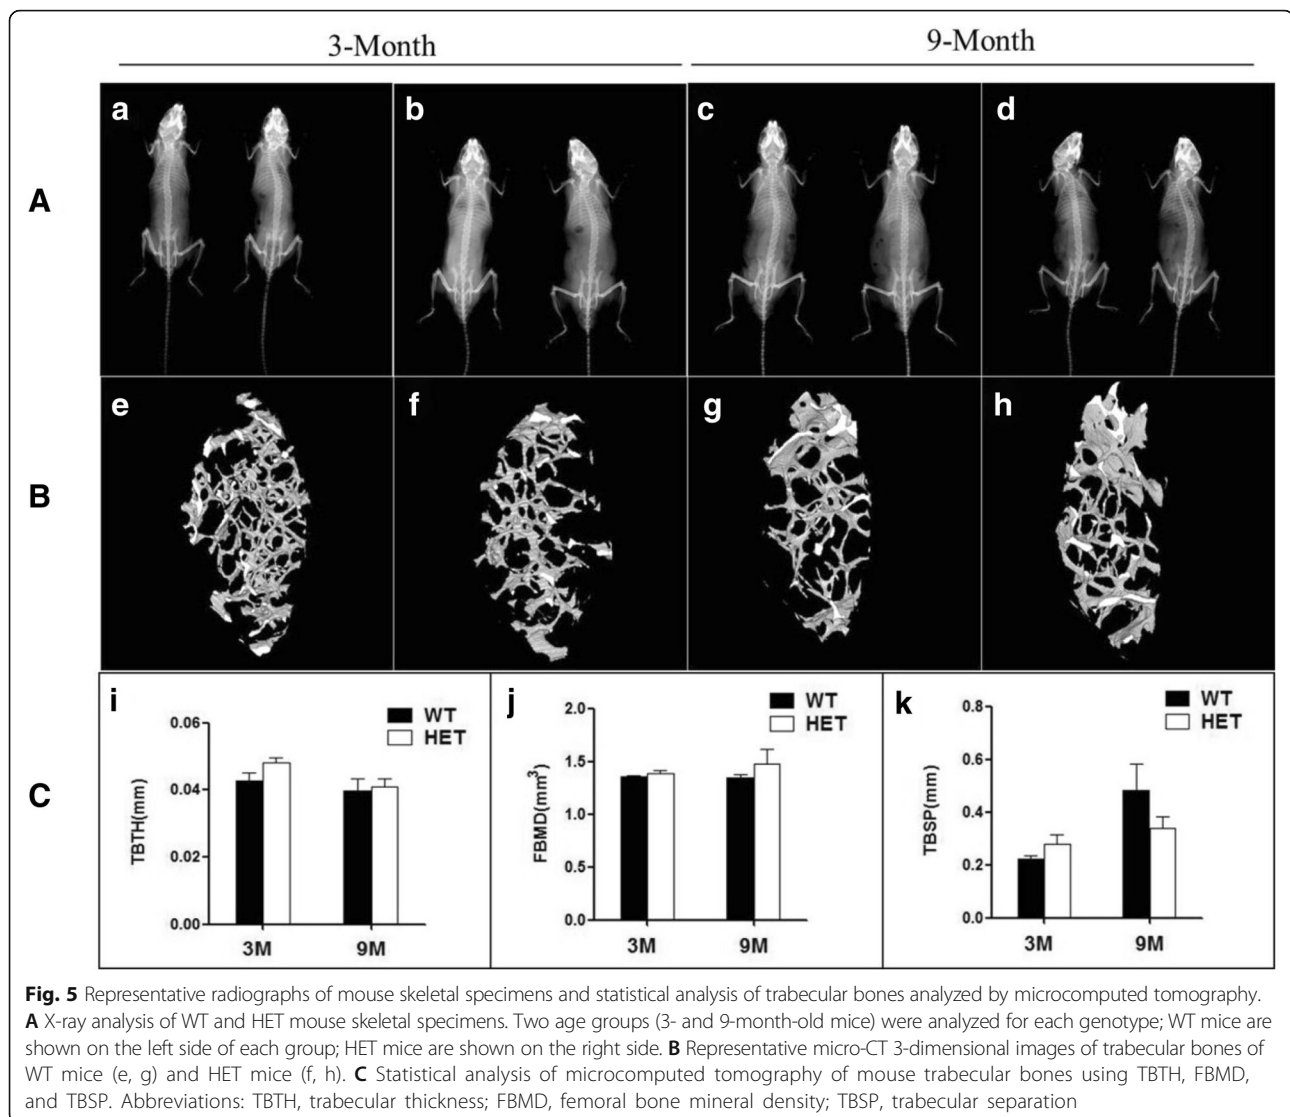 3-Month
9-Month
a
b
c
d
A
e
f
g
h
B
i
WT
HET
0.06
0.04
0.02
0.00
TBTH(mm)
3M
9M
j
WT
HET
2.0
1.5
1.0
0.5
0.0
FBMD(mm³)
3M
9M
k
WT
HET
0.8
0.6
0.4
0.2
0.0
TBSP(mm)
3M
9M
C
Fig. 5 Representative radiographs of mouse skeletal specimens and statistical analysis of trabecular bones analyzed by microcomputed tomography.
A X-ray analysis of WT and HET mouse skeletal specimens. Two age groups (3- and 9-month-old mice) were analyzed for each genotype; WT mice are
shown on the left side of each group; HET mice are shown on the right side. B Representative micro-CT 3-dimensional images of trabecular bones of
WT mice (e, g) and HET mice (f, h). C Statistical analysis of microcomputed tomography of mouse trabecular bones using TBTH, FBMD,
and TBSP. Abbreviations: TBTH, trabecular thickness; FBMD, femoral bone mineral density; TBSP, trabecular separation